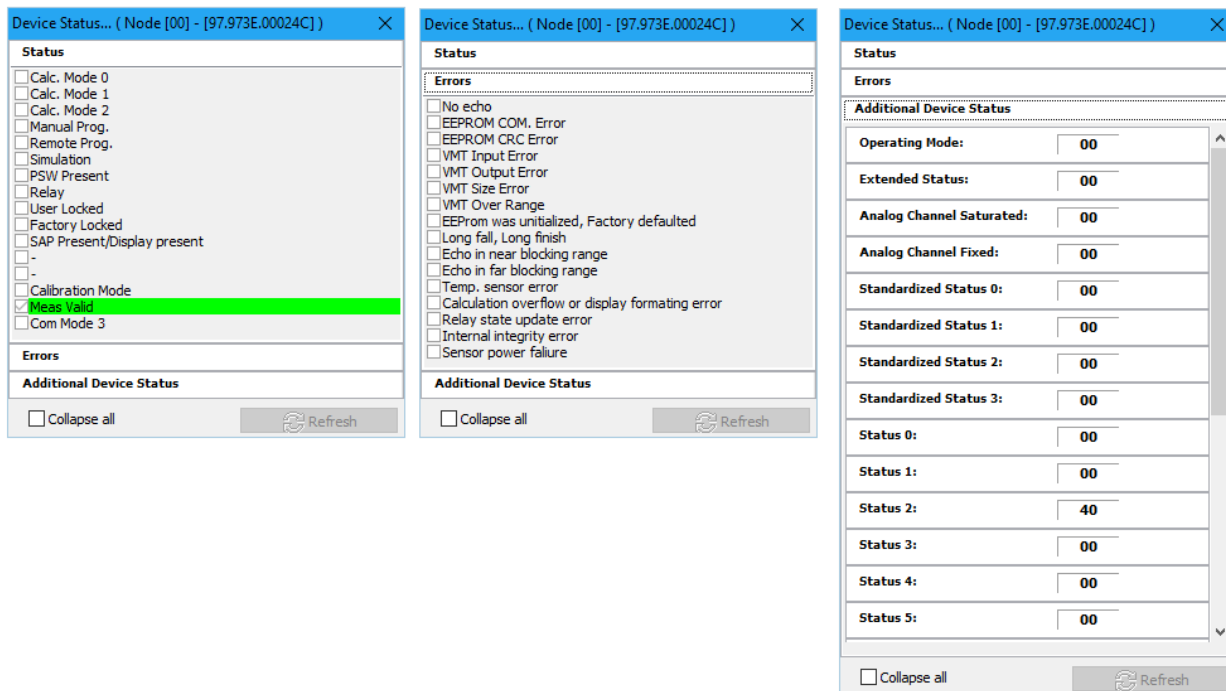 Device Status... ( Node [00] - [97.973E.00024C] )
Status
Calc. Mode 0
Calc. Mode 1
Calc. Mode 2
Manual Prog.
Remote Prog.
Simulation
PSW Present
Relay
User Locked
Factory Locked
SAP Present/Display present
-
-
Calibration Mode
Meas Valid
Com Mode 3
Errors
Additional Device Status
Collapse all
Refresh
Device Status... ( Node [00] - [97.973E.00024C] )
Status
Errors
No echo
EEPROM COM. Error
EEPROM CRC Error
VMT Input Error
VMT Output Error
VMT Size Error
VMT Over Range
EEProm was unitialized, Factory defaulted
Long fall, Long finish
Echo in near blocking range
Echo in far blocking range
Temp. sensor error
Calculation overflow or display formating error
Relay state update error
Internal integrity error
Sensor power faliure
Additional Device Status
Collapse all
Refresh
Device Status... ( Node [00] - [97.973E.00024C] )
Status
Errors
Additional Device Status
Operating Mode: 00
Extended Status: 00
Analog Channel Saturated: 00
Analog Channel Fixed: 00
Standardized Status 0: 00
Standardized Status 1: 00
Standardized Status 2: 00
Standardized Status 3: 00
Status 0: 00
Status 1: 00
Status 2: 40
Status 3: 00
Status 4: 00
Status 5: 00
Collapse all
Refresh